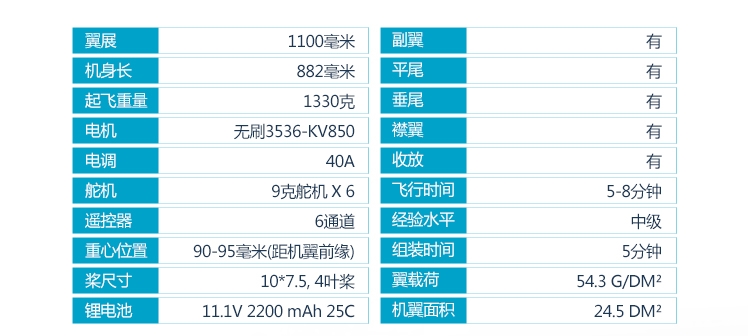 翼展 1100毫米
机身长 882毫米
起飞重量 1330克
电机 无刷3536-KV850
电调 40A
舵机 9克舵机 X 6
遥控器 6通道
重心位置 90-95毫米(距机翼前缘)
桨尺寸 10*7.5, 4叶桨
锂电池 11.1V 2200 mAh 25C
副翼 有
平尾 有
垂尾 有
襟翼 有
收放 有
飞行时间 5-8分钟
经验水平 中级
组装时间 5分钟
翼载荷 54.3 G/DM²
机翼面积 24.5 DM²